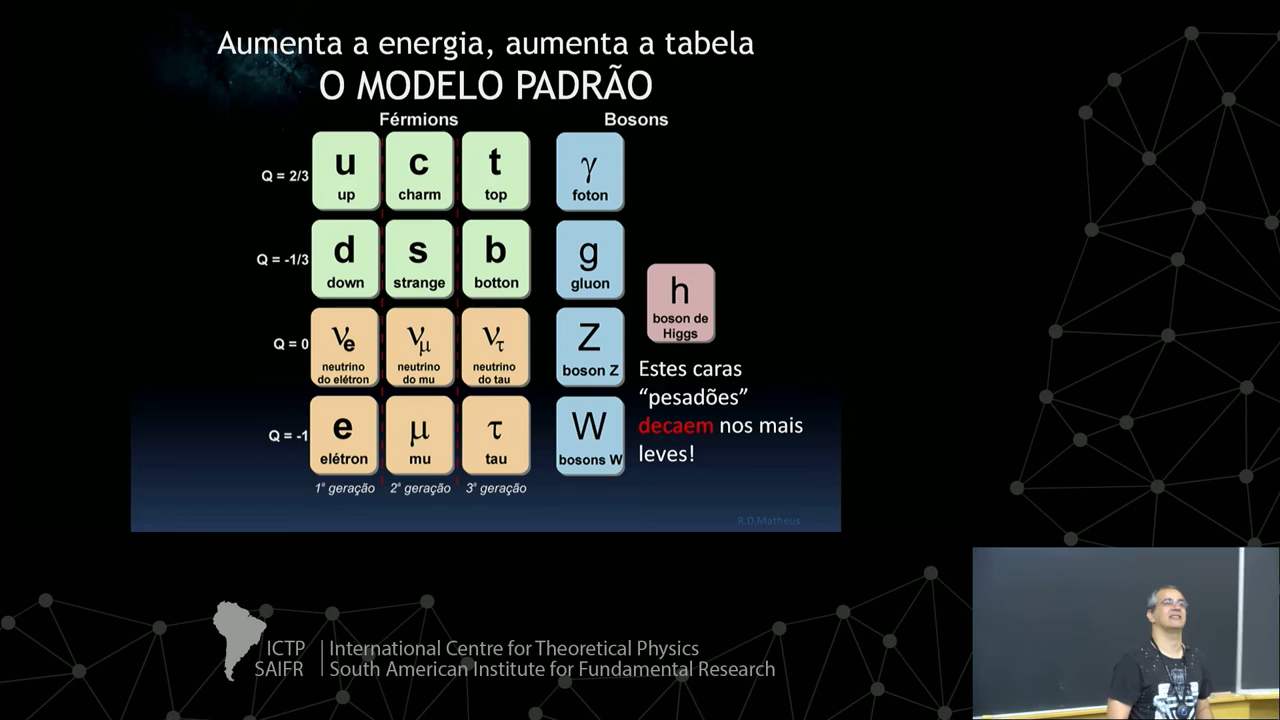 Aumenta a energia, aumenta a tabela
O MODELO PADRÃO
Férmions
Bosons
Q = 2/3
u
up
c
charm
t
top
γ
foton
Q = -1/3
d
down
s
strange
b
botton
g
gluon
h
boson de
Higgs
Q = 0
νe
neutrino
do elétron
νμ
neutrino
do mu
ντ
neutrino
do tau
Z
boson Z
Estes caras
“pesadões”
decaem nos mais
leves!
Q = -1
e
elétron
μ
mu
τ
tau
W
bosons W
1ª geração
2ª geração
3ª geração
R.D.Matheus
ICTP
SAIFR
International Centre for Theoretical Physics
South American Institute for Fundamental Research